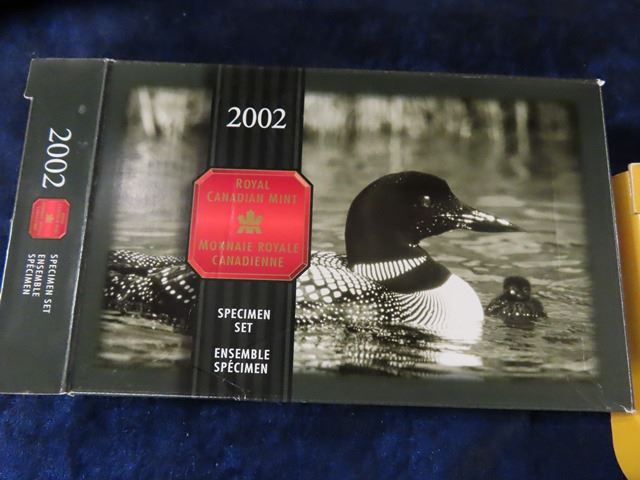 2002
SPECIMEN SET
ENSEMBLE
SPÉCIMEN
2002
ROYAL
CANADIAN MINT
MONNAIE ROYALE
CANADIENNE
SPECIMEN
SET
ENSEMBLE
SPÉCIMEN